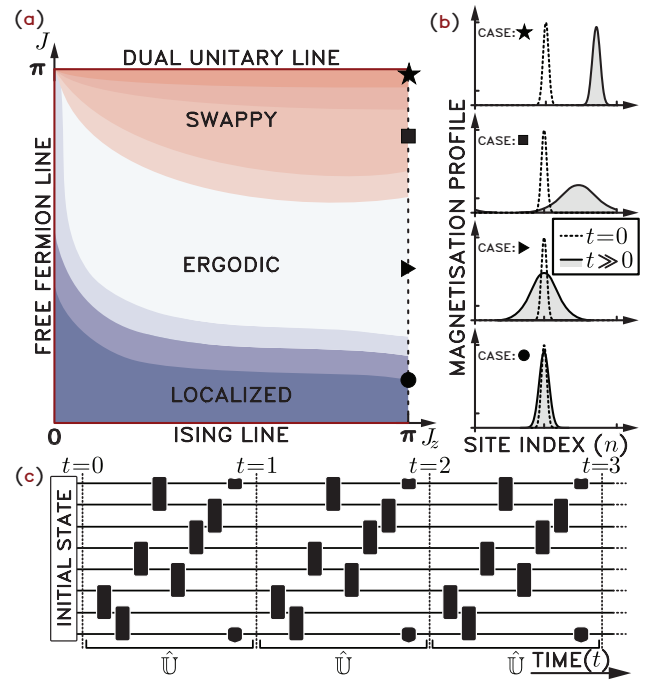 (a)
J
π
DUAL UNITARY LINE
SWAPPY
FREE FERMION LINE
ERGODIC
LOCALIZED
0
ISING LINE
π J_z
(b)
CASE:★
CASE:■
t=0
t≫0
CASE:▶
CASE:●
MAGNETISATION PROFILE
SITE INDEX (n)
(c)
t=0 t=1 t=2 t=3
INITIAL STATE
Û Û Û
TIME(t)